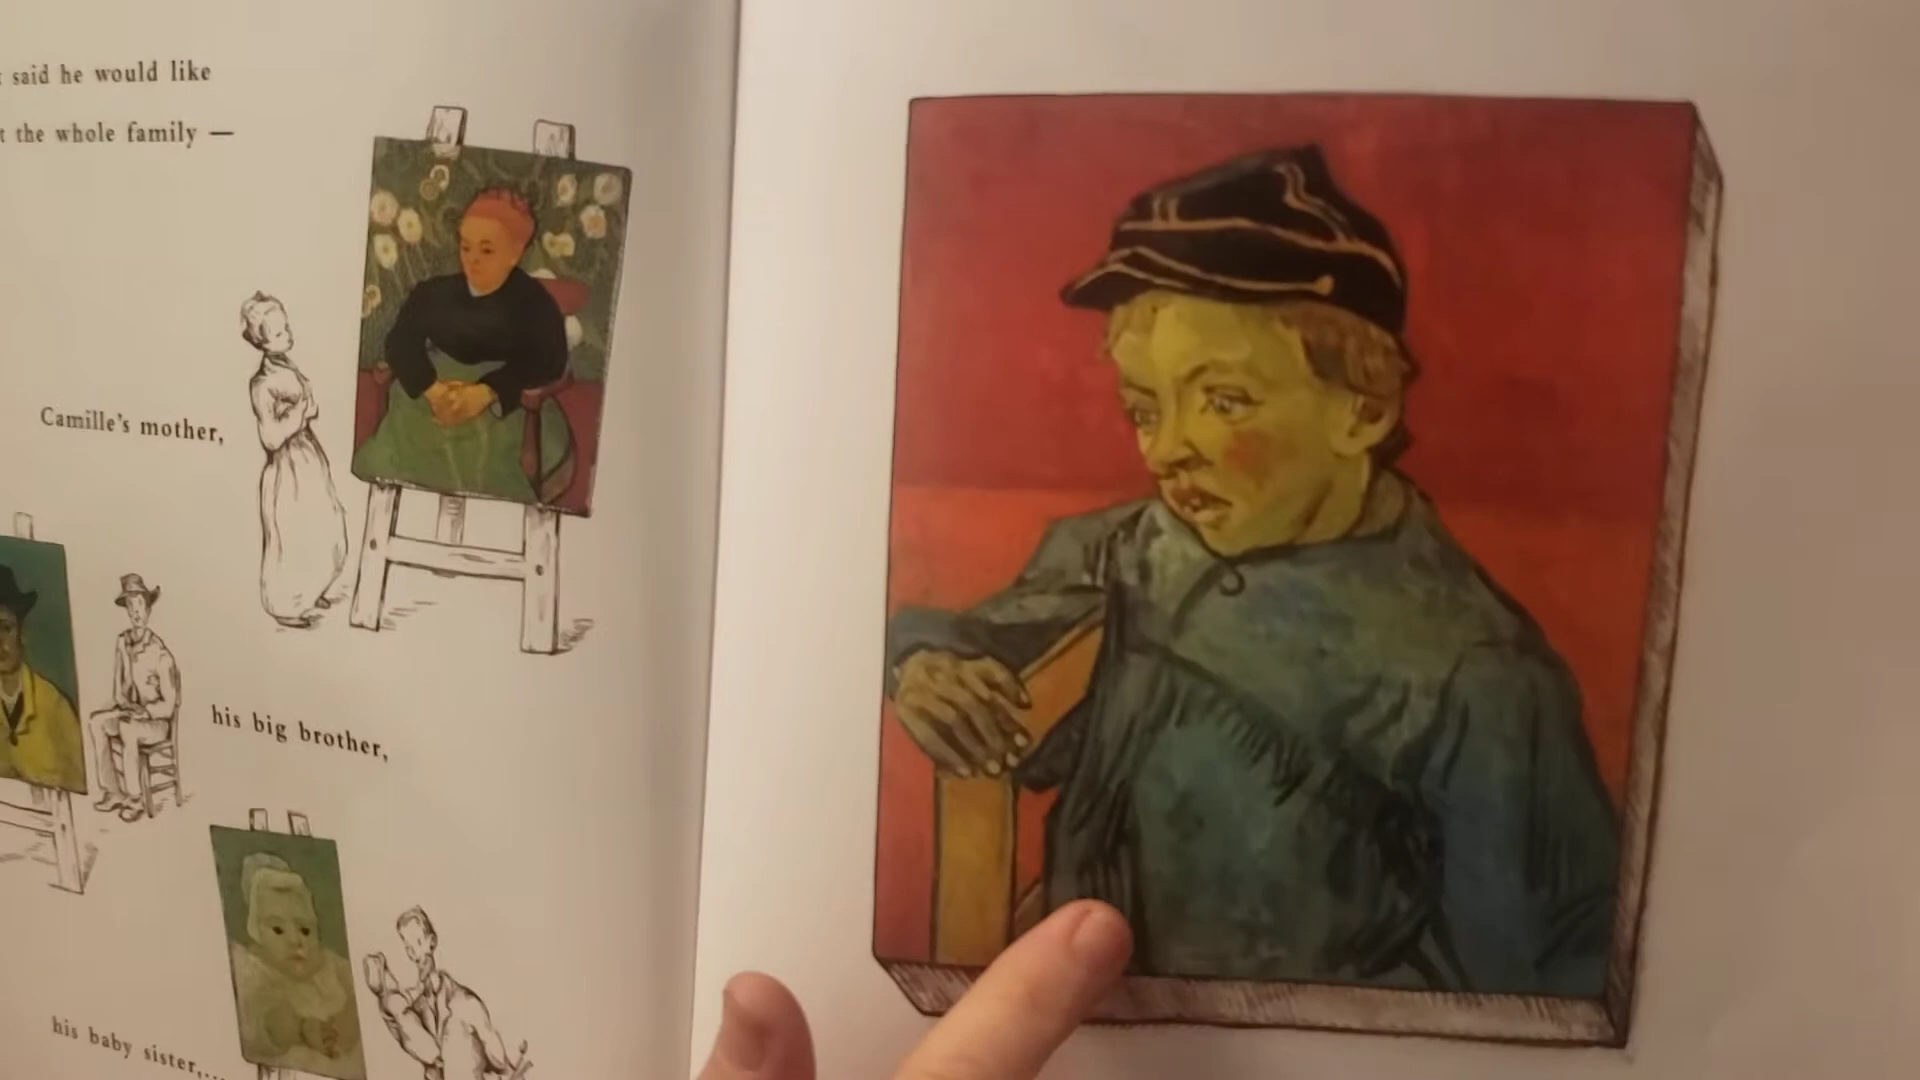 said he would like
the whole family —
Camille's mother,
his big brother,
his baby sister,...